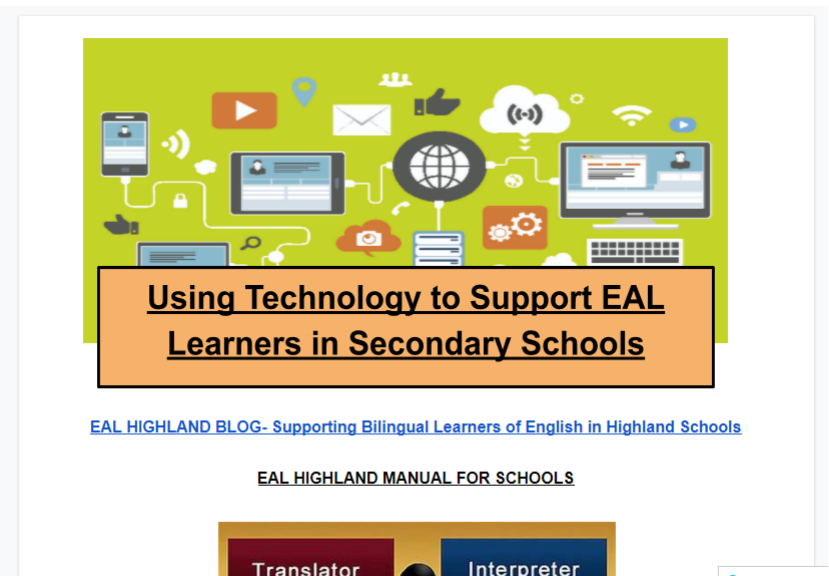 Using Technology to Support EAL
Learners in Secondary Schools
EAL HIGHLAND BLOG- Supporting Bilingual Learners of English in Highland Schools
EAL HIGHLAND MANUAL FOR SCHOOLS
Translator
Interpreter